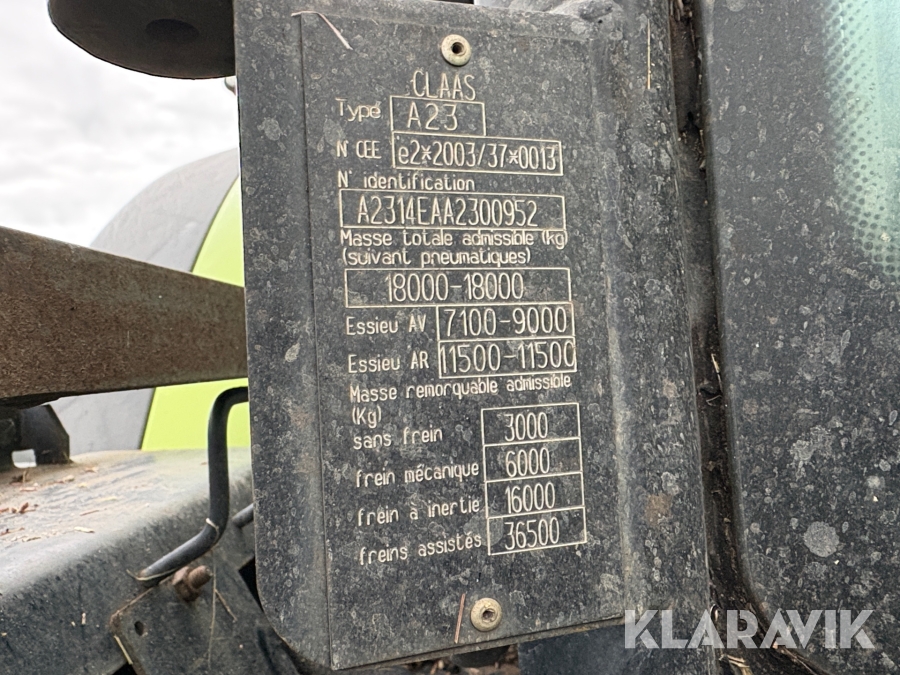 CLAAS
Type A23
N° CEE e2*2003/37*0013
N° identification
A2314EAA2300952
Masse totale admissible (kg)
(suivant pneumatiques)
18000-18000
Essieu AV 7100-9000
Essieu AR 11500-11500
Masse remorquable admissible
(Kg)
sans frein 3000
frein mécanique 6000
frein à inertie 16000
freins assistés 36500
KLARAVIK